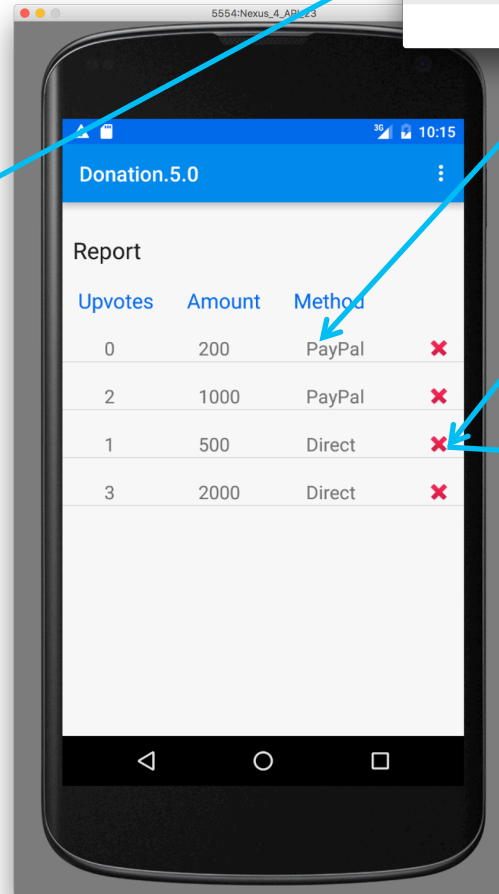 5554:Nexus_4_API_23
3G 10:15
Donation.5.0
Report
Upvotes Amount Method
0 200 PayPal
2 1000 PayPal
1 500 Direct
3 2000 Direct